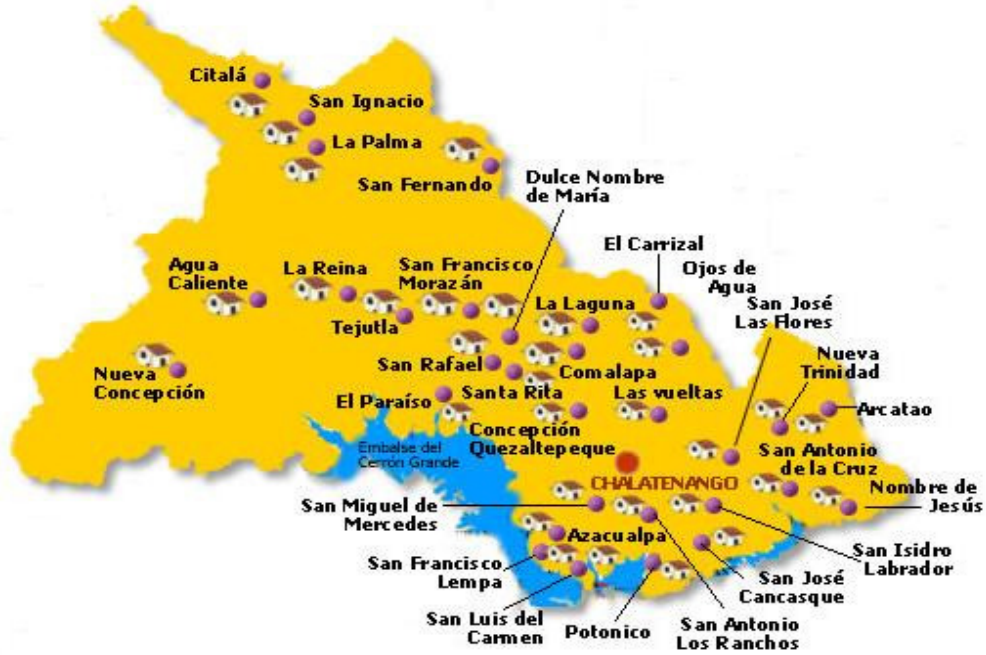 Citalá
San Ignacio
La Palma
San Fernando
Dulce Nombre
de María
El Carrizal
Ojos de
Agua
San José
Las Flores
Agua
Caliente
La Reina
San Francisco
Morazán
La Laguna
Tejutla
Nueva
Trinidad
San Rafael
Comalapa
Nueva
Concepción
El Paraíso
Santa Rita
Las vueltas
Arcatao
Concepción
Quezaltepeque
Embalse del
Cerrón Grande
San Antonio
de la Cruz
CHALATENANGO
Nombre de
Jesús
San Miguel de
Mercedes
Azacualpa
San Isidro
Labrador
San Francisco
Lempa
San José
Cancasque
San Luis del
Carmen
Potonico
San Antonio
Los Ranchos